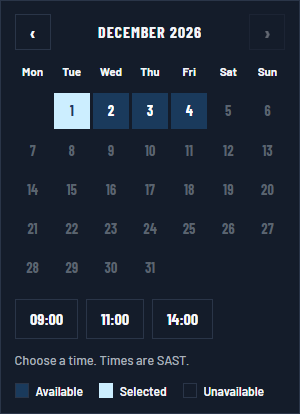 ‹ DECEMBER 2026 ›
Mon Tue Wed Thu Fri Sat Sun
1 2 3 4 5 6
7 8 9 10 11 12 13
14 15 16 17 18 19 20
21 22 23 24 25 26 27
28 29 30 31
09:00 11:00 14:00
Choose a time. Times are SAST.
Available Selected Unavailable